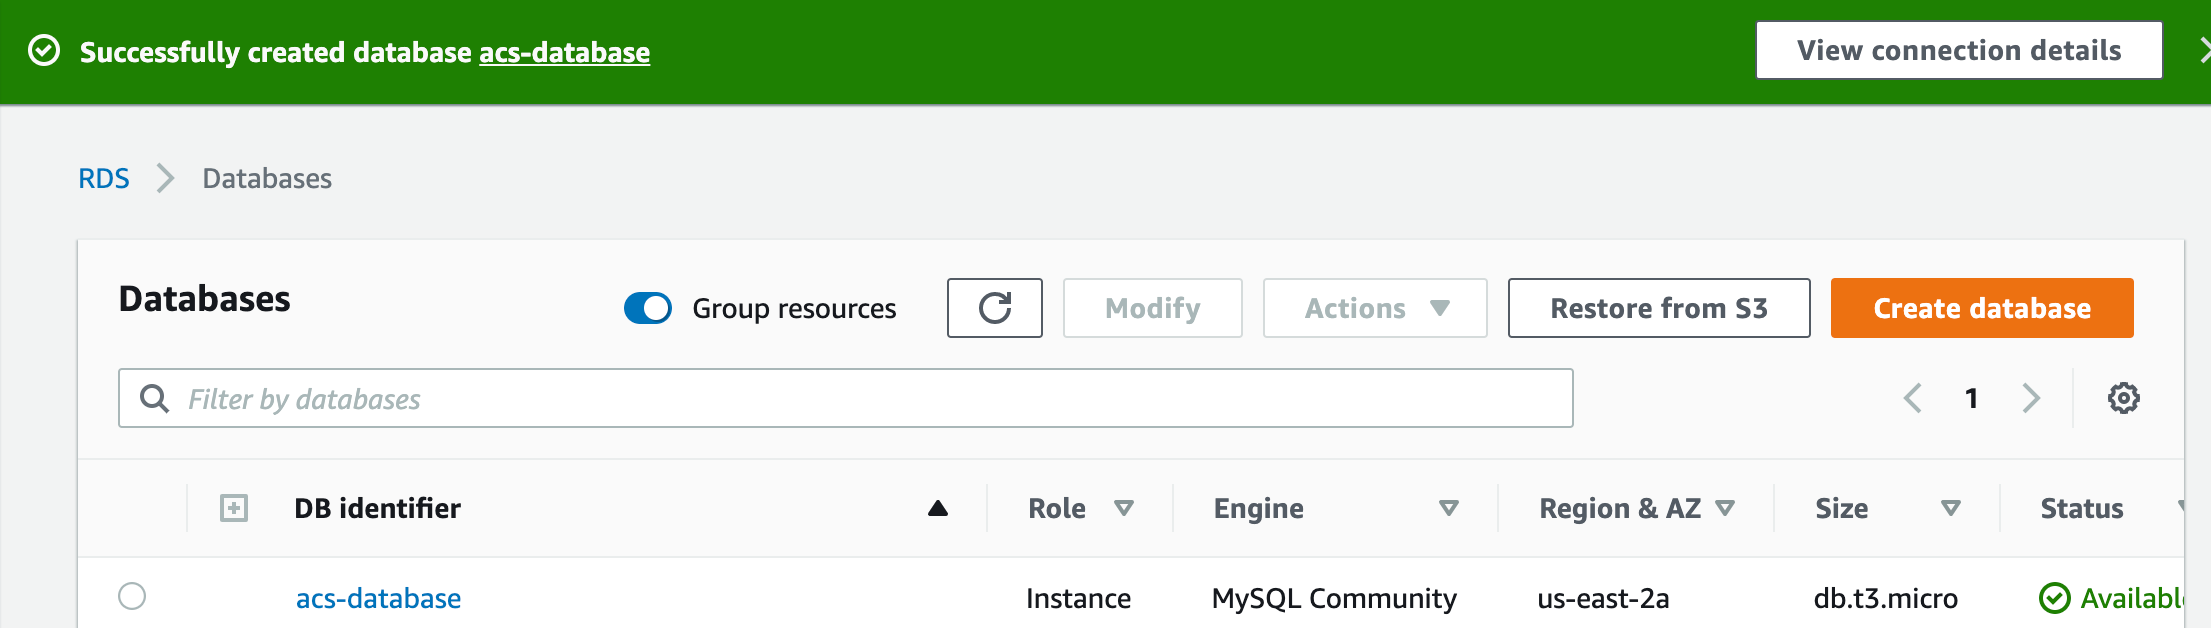 Successfully created database acs-database
View connection details
RDS
Databases
Databases
Group resources
Modify
Actions
Restore from S3
Create database
Filter by databases
1
DB identifier
Role
Engine
Region & AZ
Size
Status
acs-database
Instance
MySQL Community
us-east-2a
db.t3.micro
Availabl